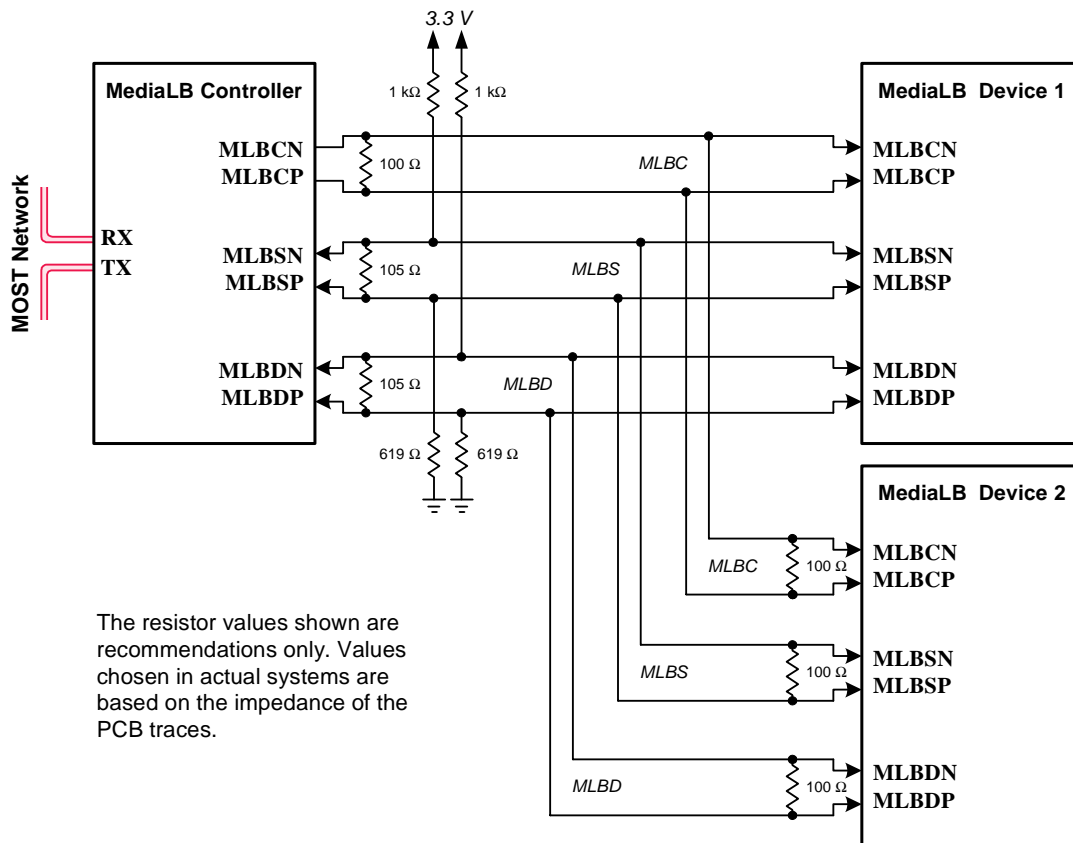 3.3 V
MediaLB Controller
1 kΩ
1 kΩ
MediaLB Device 1
MLBCN
MLBCP
100 Ω
MLBC
MLBCN
MLBCP
MOST Network
RX
TX
MLBSN
MLBSP
105 Ω
MLBS
MLBSN
MLBSP
MLBDN
MLBDP
105 Ω
MLBD
MLBDN
MLBDP
619 Ω
619 Ω
MediaLB Device 2
MLBC
100 Ω
MLBCN
MLBCP
The resistor values shown are
recommendations only. Values
chosen in actual systems are
based on the impedance of the
PCB traces.
MLBS
100 Ω
MLBSN
MLBSP
MLBD
100 Ω
MLBDN
MLBDP